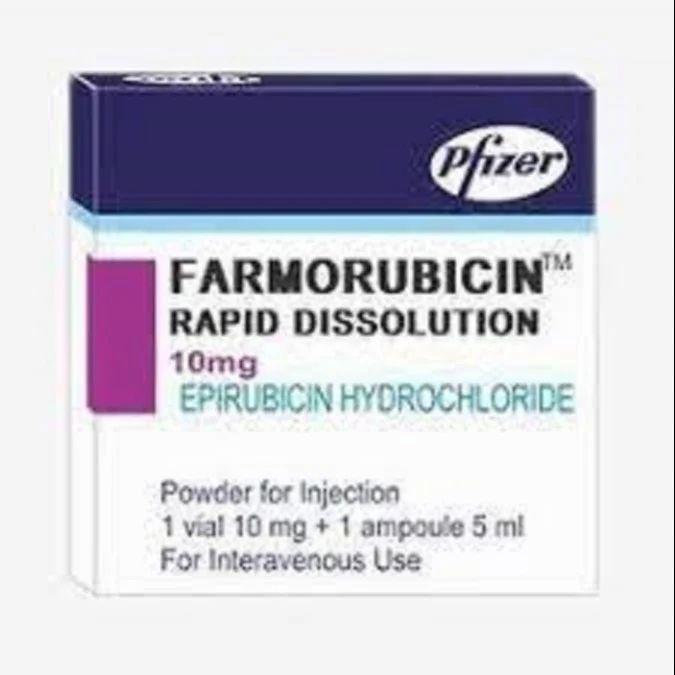 Pfizer
FARMORUBICIN™
RAPID DISSOLUTION
10mg
EPIRUBICIN HYDROCHLORIDE
Powder for Injection
1 vial 10 mg + 1 ampoule 5 ml
For Interavenous Use